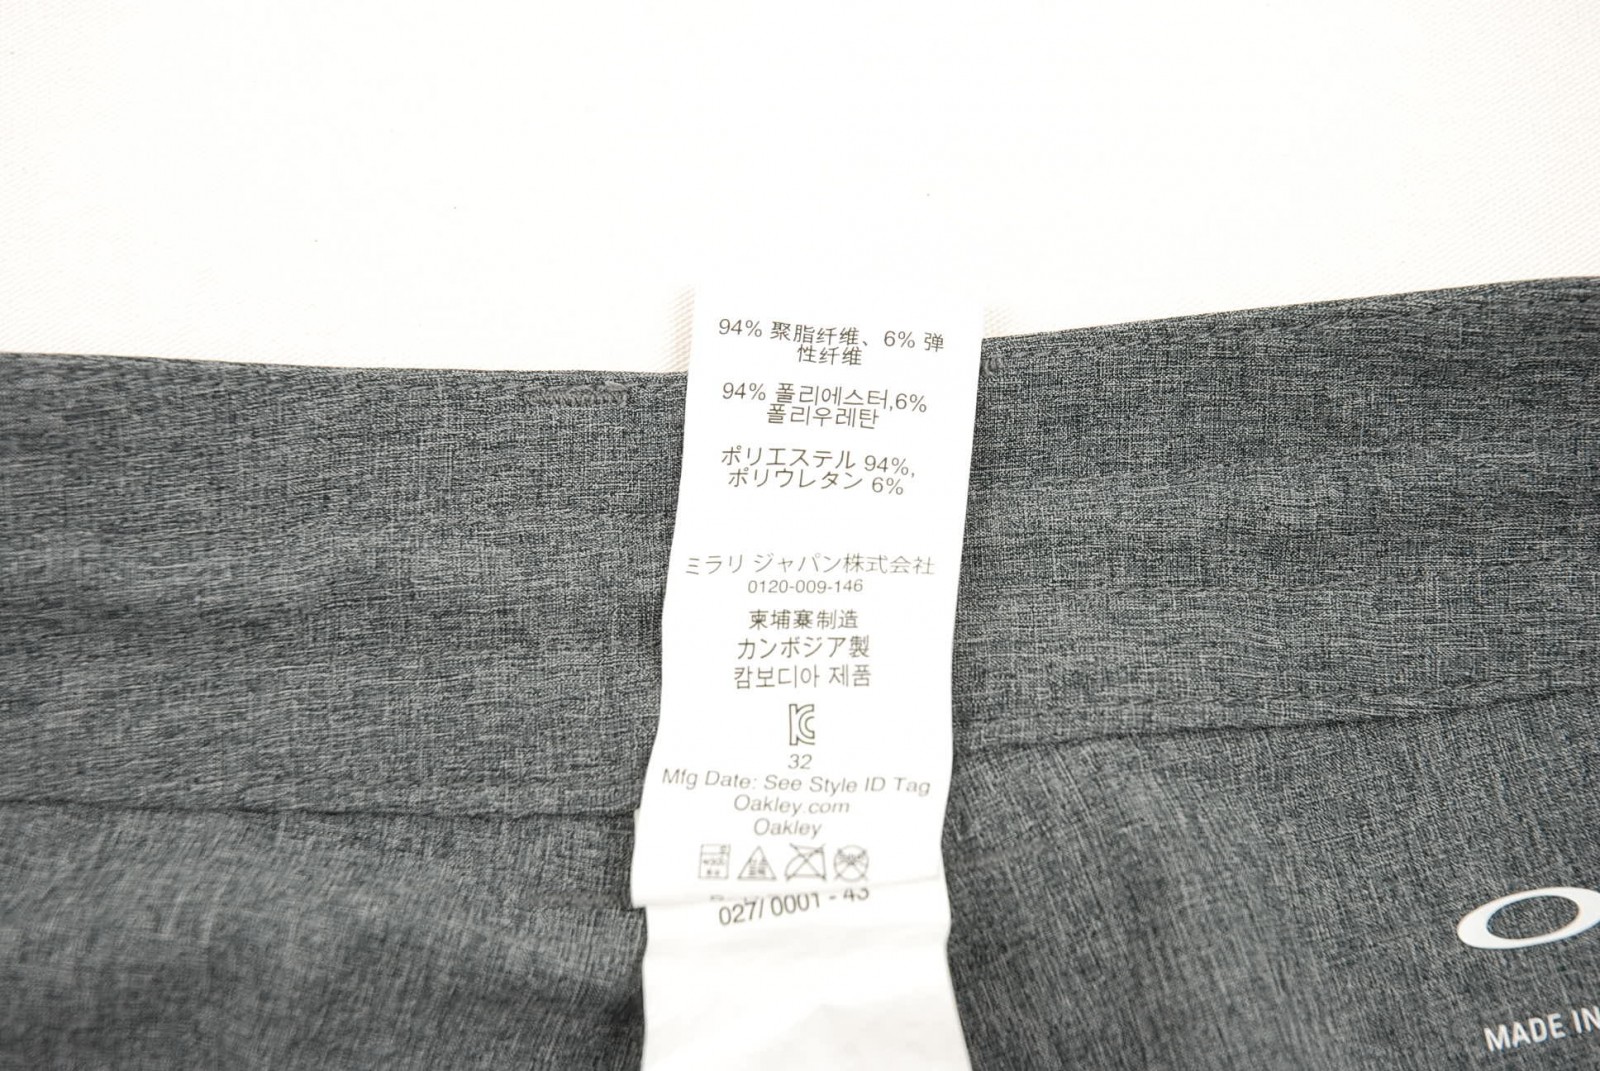 94% 聚脂纤维、6% 弹
性纤维
94% 폴리에스터,6%
폴리우레탄
ポリエステル 94%,
ポリウレタン 6%
ミラリ ジャパン株式会社
0120-009-146
柬埔寨制造
カンボジア製
캄보디아 제품
32
Mfg Date: See Style ID Tag
Oakley.com
Oakley
027/0001 - 43
MADE IN